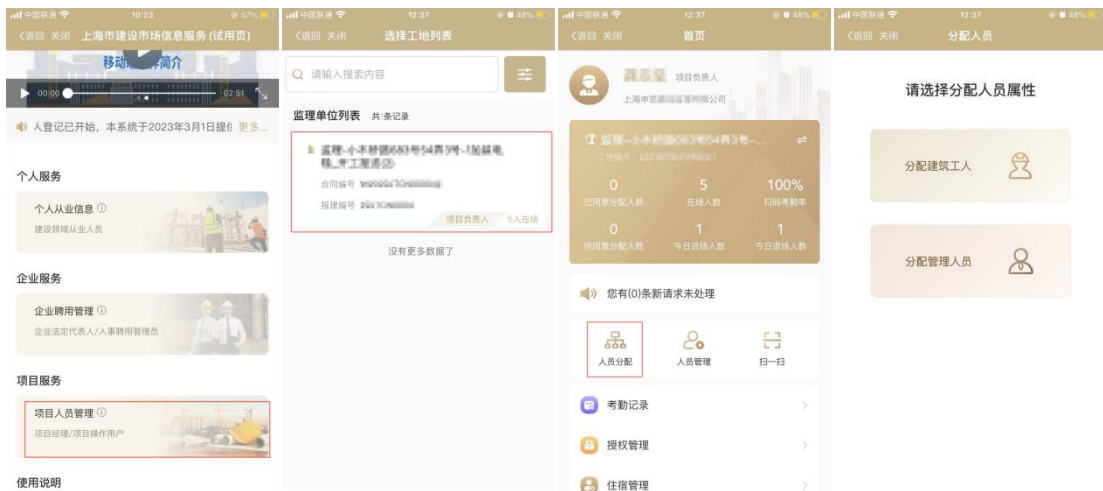 中国联通 10:23 57%
〈返回 关闭 上海市建设市场信息服务(试用页)
00:00 02:51
人登记已开始，本系统于2023年3月1日提供 更多...
个人服务
个人从业信息
建设领域从业人员
企业服务
企业聘用管理
企业法定代表人/人事聘用管理员
项目服务
项目人员管理
项目经理/项目操作用户
使用说明
中国联通 12:37 48%
〈返回 关闭 选择工地列表
请输入搜索内容
监理单位列表 共1条记录
合同编号
报建编号
项目负责人 5人在场
没有更多数据了
中国联通 12:37 48%
〈返回 关闭 首页
项目负责人
工地编号:
0 5 100%
已同意分配人数 在场人数 扫码考勤率
0 1 1
待同意分配人数 今日进场人数 今日退场人数
您有(0)条新请求未处理
人员分配 人员管理 扫一扫
考勤记录
授权管理
住宿管理
中国联通 12:37 48%
〈返回 关闭 分配人员
请选择分配人员属性
分配建筑工人
分配管理人员